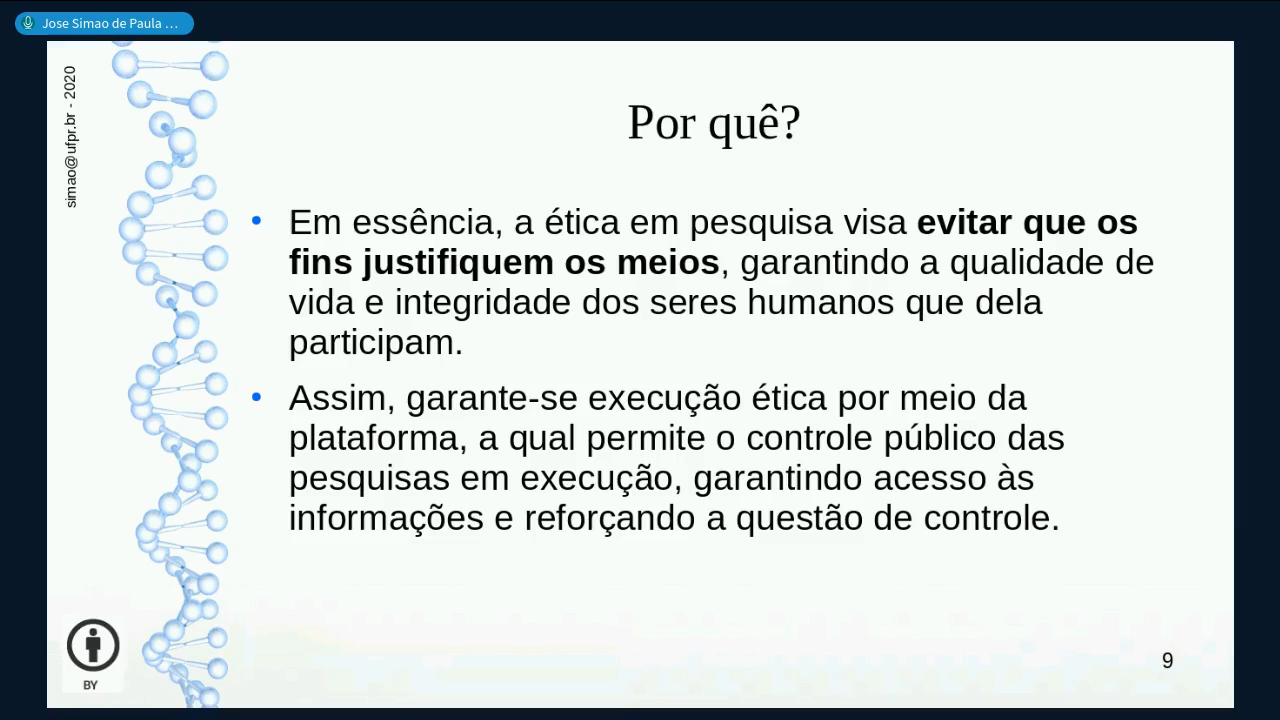 Jose Simao de Paula ...
simao@ufpr.br - 2020
Por quê?
• Em essência, a ética em pesquisa visa evitar que os
fins justifiquem os meios, garantindo a qualidade de
vida e integridade dos seres humanos que dela
participam.
• Assim, garante-se execução ética por meio da
plataforma, a qual permite o controle público das
pesquisas em execução, garantindo acesso às
informações e reforçando a questão de controle.
BY
9